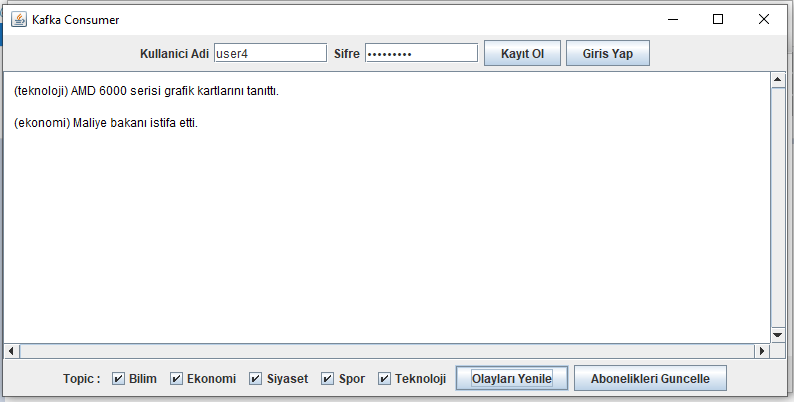 Kafka Consumer
Kullanici Adi user4 Sifre ••••••••• Kayıt Ol Giris Yap
(teknoloji) AMD 6000 serisi grafik kartlarını tanıttı.
(ekonomi) Maliye bakanı istifa etti.
Topic : Bilim Ekonomi Siyaset Spor Teknoloji Olayları Yenile Abonelikleri Guncelle